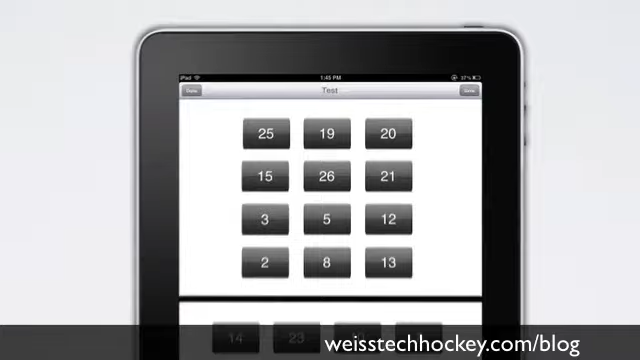 iPad 1:45 PM 37%
Test
25 19 20
15 26 21
3 5 12
2 8 13
14 23
weisstechhockey.com/blog